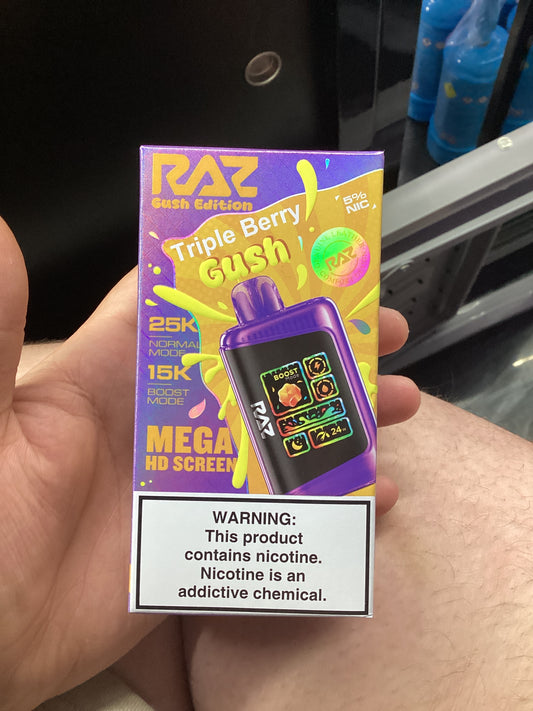 RAZ
Gush Edition
5%
NIC
Triple Berry
Gush
RAZ
25K
NORMAL
MODE
15K
BOOST
MODE
BOOST
RAZ
24
MEGA
HD SCREEN
WARNING:
This product
contains nicotine.
Nicotine is an
addictive chemical.